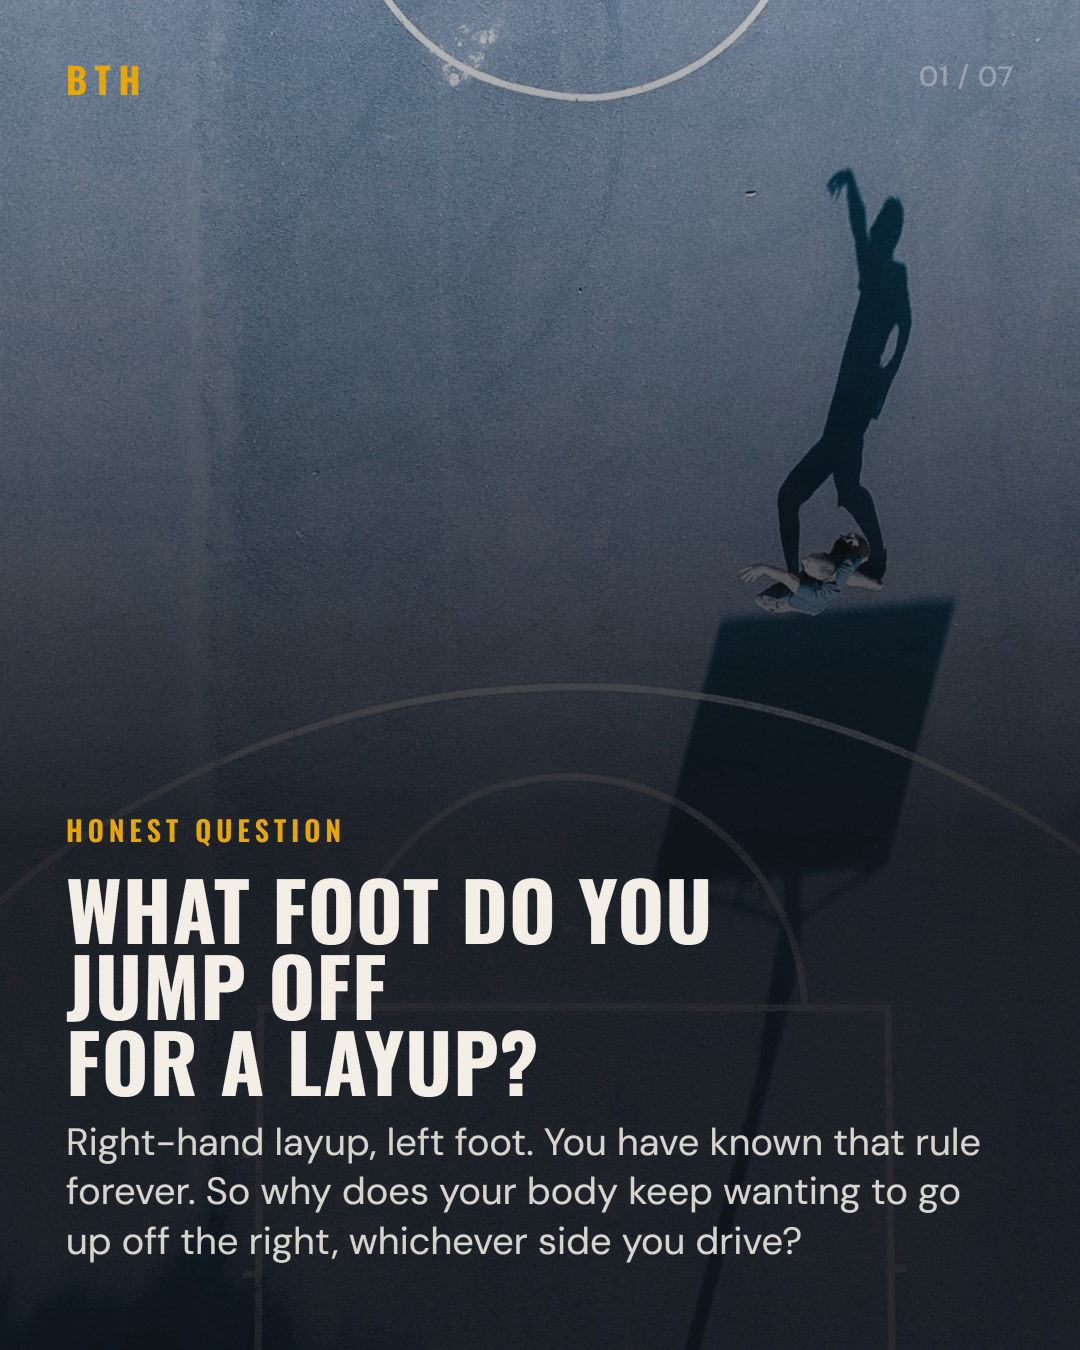 BTH
01 / 07
HONEST QUESTION
WHAT FOOT DO YOU
JUMP OFF
FOR A LAYUP?
Right-hand layup, left foot. You have known that rule
forever. So why does your body keep wanting to go
up off the right, whichever side you drive?